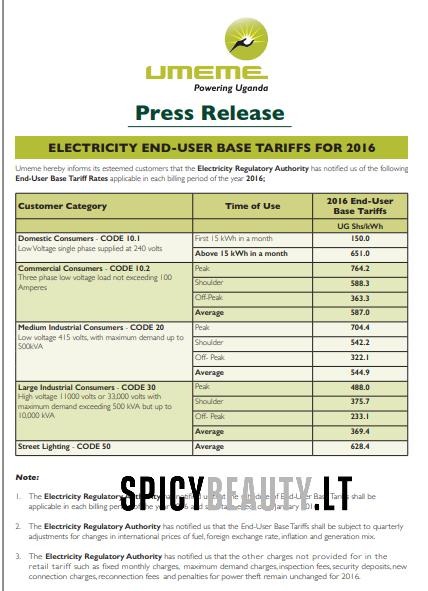 UMEME
Powering Uganda
Press Release
ELECTRICITY END-USER BASE TARIFFS FOR 2016
Umeme hereby informs its esteemed customers that the Electricity Regulatory Authority has notified us of the following
End-User Base Tariff Rates applicable in each billing period of the year 2016;
Customer Category Time of Use 2016 End-User Base Tariffs
UG Shs/kWh
Domestic Consumers - CODE 10.1 First 15 kWh in a month 150.0
Low Voltage single phase supplied at 240 volts Above 15 kWh in a month 651.0
Commercial Consumers - CODE 10.2 Peak 764.2
Three phase low voltage load not exceeding 100 Shoulder 588.3
Amperes Off-Peak 363.3
Average 587.0
Medium Industrial Consumers - CODE 20 Peak 704.4
Low voltage 415 volts, with maximum demand up to Shoulder 542.2
500kVA Off- Peak 322.1
Average 544.9
Large Industrial Consumers - CODE 30 Peak 488.0
High voltage 11000 volts or 33,000 volts with Shoulder 375.7
maximum demand exceeding 500 kVA but up to Off- Peak 233.1
10,000 kVA Average 369.4
Street Lighting - CODE 50 Average 628.4
Note:
1. The Electricity Regulatory shall be
SPICYBEAUTY.LT
applicable in each billing
2. The Electricity Regulatory Authority has notified us that the End-User Base Tariffs shall be subject to quarterly
adjustments for changes in international prices of fuel, foreign exchange rate, inflation and generation mix.
3. The Electricity Regulatory Authority has notified us that the other charges not provided for in the
retail tariff such as fixed monthly charges, maximum demand charges, inspection fees, security deposits, new
connection charges, reconnection fees and penalties for power theft remain unchanged for 2016.